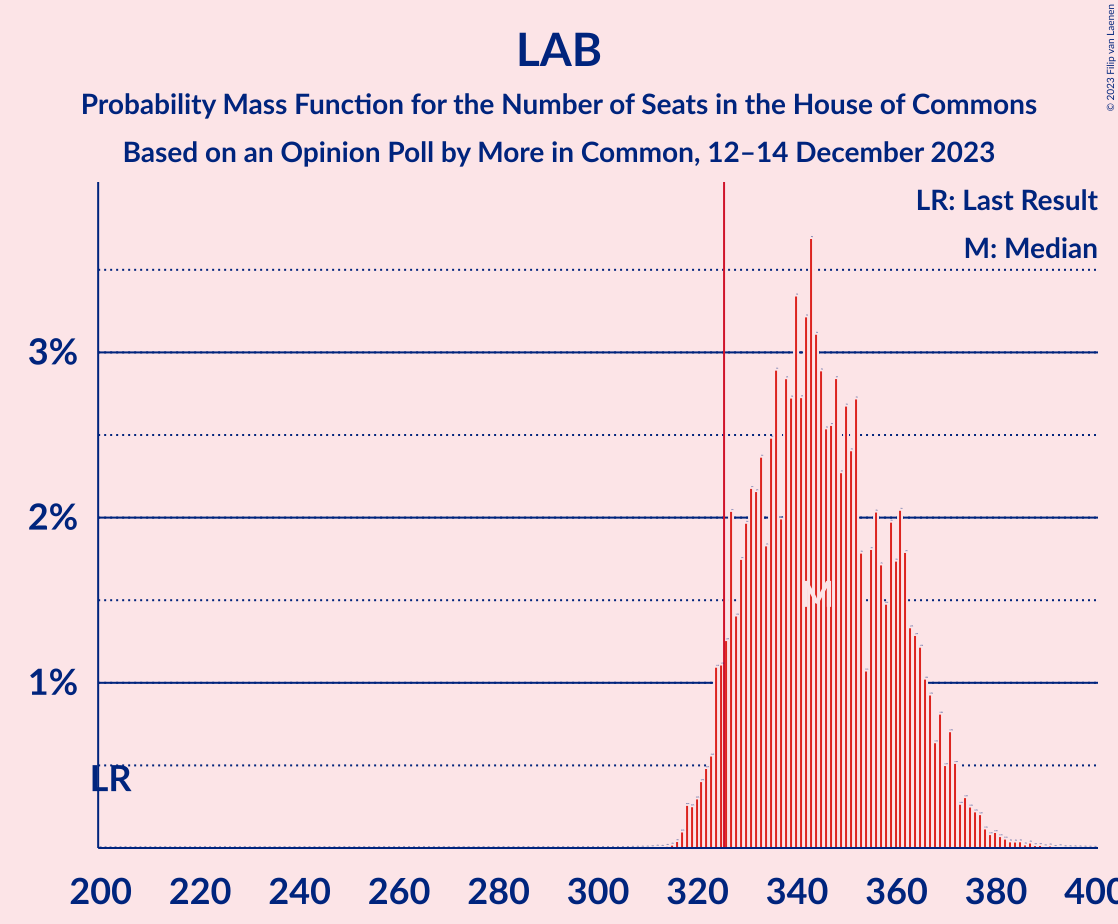 LAB
Probability Mass Function for the Number of Seats in the House of Commons
Based on an Opinion Poll by More in Common, 12–14 December 2023
© 2023 Filip van Laenen
LR: Last Result
M: Median
3%
2%
M
1%
LR
200 220 240 260 280 300 320 340 360 380 400